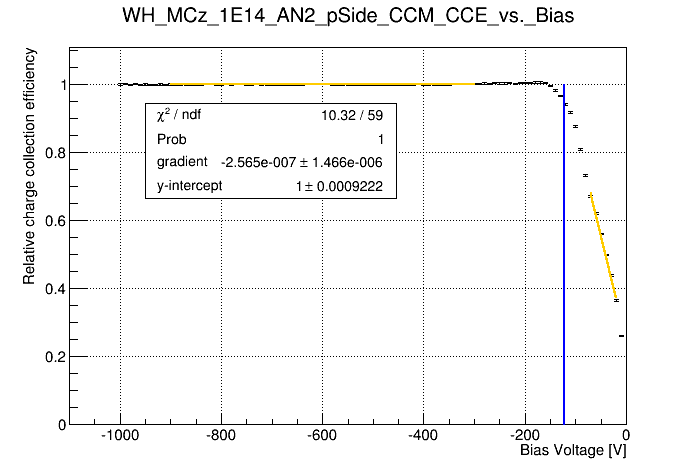 WH_MCz_1E14_AN2_pSide_CCM_CCE_vs._Bias
Relative charge collection efficiency
1
0.8
0.6
0.4
0.2
0
χ² / ndf 10.32 / 59
Prob 1
gradient -2.565e-007 ± 1.466e-006
y-intercept 1 ± 0.0009222
-1000 -800 -600 -400 -200 0
Bias Voltage [V]